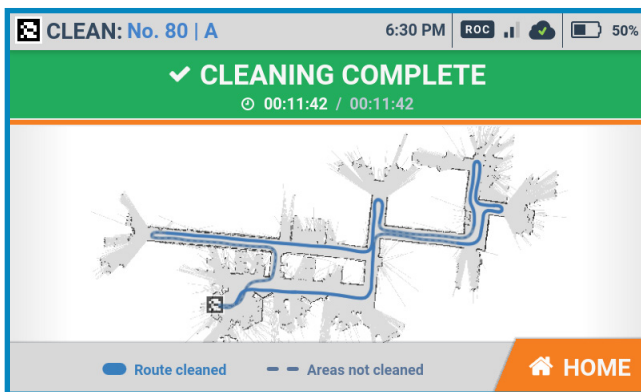 CLEAN: No. 80 | A 6:30 PM ROC 50%
CLEANING COMPLETE
00:11:42 / 00:11:42
Route cleaned Areas not cleaned HOME